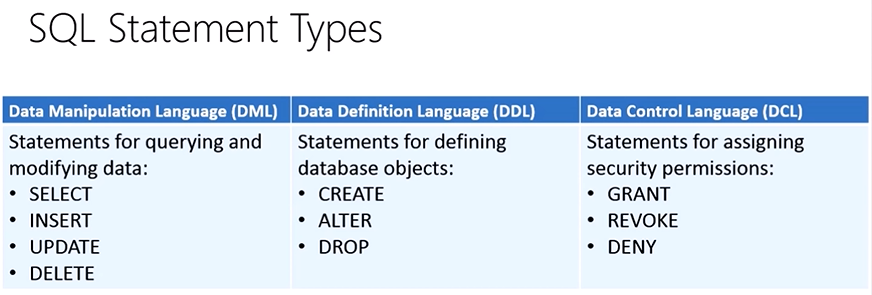 SQL Statement Types
Data Manipulation Language (DML)
Statements for querying and
modifying data:
• SELECT
• INSERT
• UPDATE
• DELETE
Data Definition Language (DDL)
Statements for defining
database objects:
• CREATE
• ALTER
• DROP
Data Control Language (DCL)
Statements for assigning
security permissions:
• GRANT
• REVOKE
• DENY